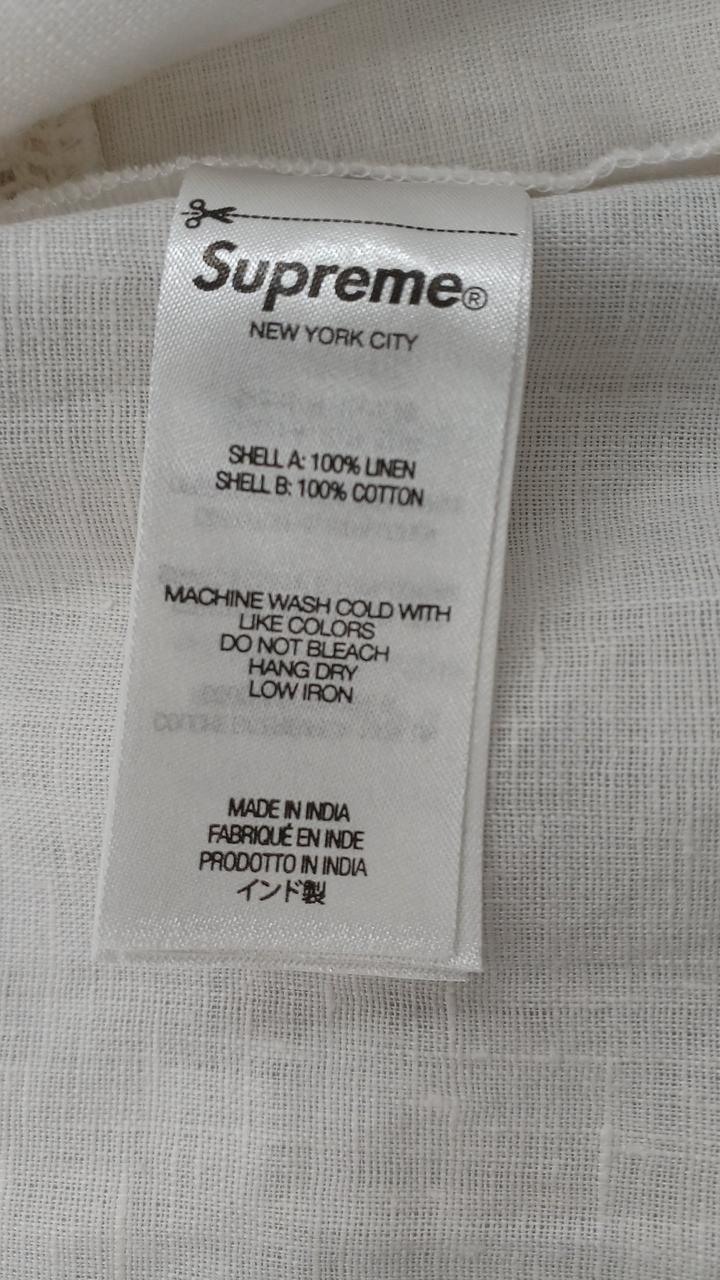 Supreme®
NEW YORK CITY
SHELL A: 100% LINEN
SHELL B: 100% COTTON
MACHINE WASH COLD WITH
LIKE COLORS
DO NOT BLEACH
HANG DRY
LOW IRON
MADE IN INDIA
FABRIQUÉ EN INDE
PRODOTTO IN INDIA
インド製